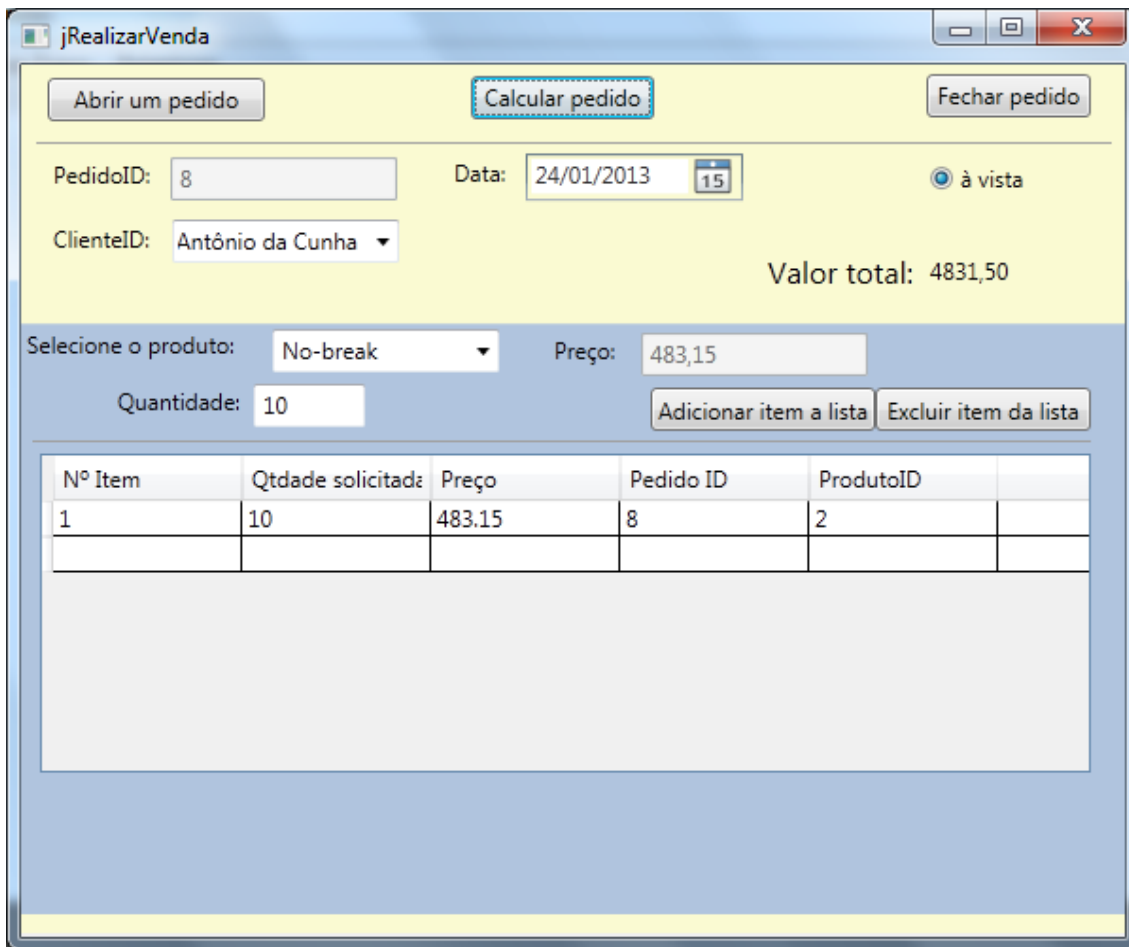 jRealizarVenda
Abrir um pedido Calcular pedido Fechar pedido
PedidoID: 8 Data: 24/01/2013 15 à vista
ClienteID: Antônio da Cunha
Valor total: 4831,50
Selecione o produto: No-break Preço: 483,15
Quantidade: 10 Adicionar item a lista Excluir item da lista
Nº Item Qtdade solicitada Preço Pedido ID ProdutoID
1 10 483.15 8 2